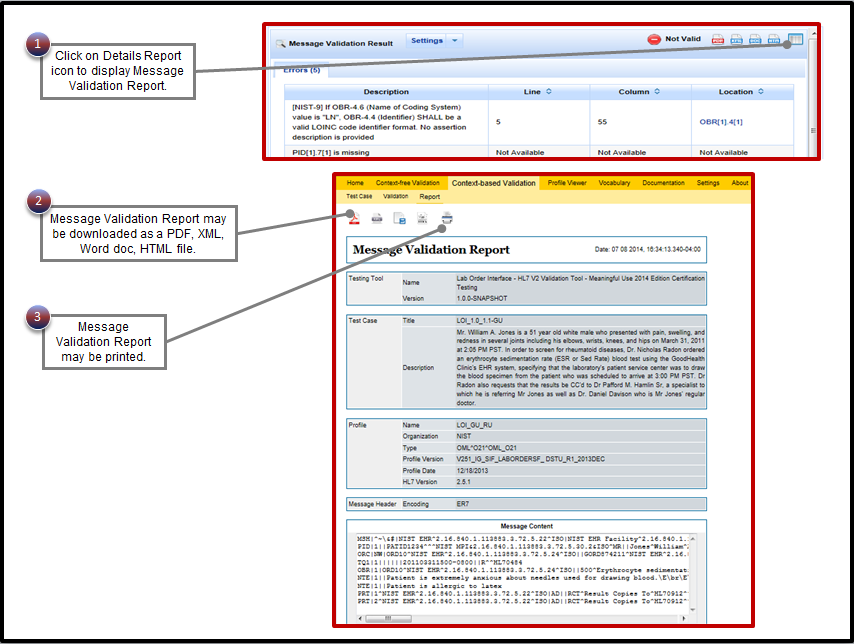 1
Click on Details Report
icon to display Message
Validation Report.
Message Validation Result
Settings
Not Valid
Errors (5)
Description Line Column Location
[NIST-9] If OBR-4.6 (Name of Coding System)
value is "LN", OBR-4.4 (Identifier) SHALL be a
valid LOINC code identifier format. No assertion
description is provided
5 55 OBR[1].4[1]
PID[1].7[1] is missing Not Available Not Available Not Available
2
Message Validation Report may
be downloaded as a PDF, XML,
Word doc, HTML file.
3
Message
Validation Report
may be printed.
Home Context-free Validation Context-based Validation Profile Viewer Vocabulary Documentation Settings About
Test Case Validation Report
Message Validation Report Date: 07 08 2014, 16:34:13.340-04:00
Testing Tool
Name Lab Order Interface - HL7 V2 Validation Tool - Meaningful Use 2014 Edition Certification
Testing
Version 1.0.0-SNAPSHOT
Test Case Title LOI_1.0_1.1-GU
Description
Mr. William A. Jones is a 51 year old white male who presented with pain, swelling, and
redness in several joints including his elbows, wrists, knees, and hips on March 31, 2011
at 2:05 PM PST. In order to screen for rheumatoid diseases, Dr. Nicholas Radon ordered
an erythrocyte sedimentation rate (ESR or Sed Rate) blood test using the GoodHealth
Clinic's EHR system, specifying that the laboratory's patient service center was to draw
the blood specimen from the patient who was scheduled to arrive at 3:00 PM PST. Dr
Radon also requests that the results be CC'd to Dr Pafford M. Hamlin Sr, a specialist to
which he is referring Mr Jones as well as Dr. Daniel Davison who is Mr Jones' regular
doctor.
Profile Name LOI_GU_RU
Organization NIST
Type OML^O21^OML_O21
Profile Version V251_IG_SIF_LABORDERSF_ DSTU_R1_2013DEC
Profile Date 12/18/2013
HL7 Version 2.5.1
Message Header Encoding ER7
Message Content
MSH|^~\&#|NIST EHR^2.16.840.1.113883.3.72.5.22^ISO|NIST EHR Facility^2.16.840.1
PID|1||PATID1234^^^NIST MPI&2.16.840.1.113883.3.72.5.30.2&ISO^MR||Jones^William^
ORC|NW|ORD10^NIST EHR^2.16.840.1.113883.3.72.5.24^ISO||GORD874211^NIST EHR^2.16.
TQ1|1||||||20110331150​0-0800||R^^HL70484
OBR|1|ORD10^NIST EHR^2.16.840.1.113883.3.72.5.24^ISO||500^Erythrocyte sedimentat
NTE|1||Patient is extremely anxious about needles used for drawing blood.\E\br\E
NTE|1||Patient is allergic to latex
PRT|1^NIST EHR^2.16.840.1.113883.3.72.5.22^ISO|AD||RCT^Result Copies To^HL70912^
PRT|2^NIST EHR^2.16.840.1.113883.3.72.5.22^ISO|AD||RCT^Result Copies To^HL70912^